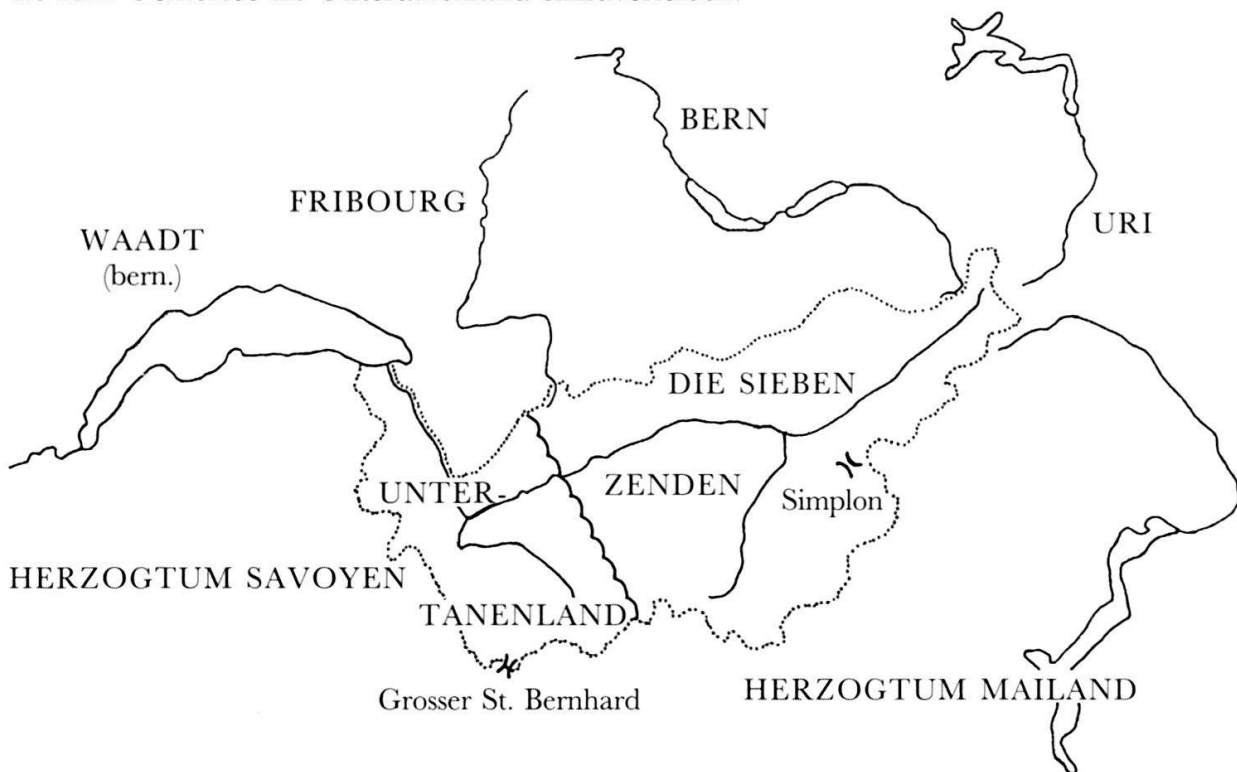 BERN
FRIBOURG
URI
WAADT
(bern.)
DIE SIEBEN
UNTER-
ZENDEN
Simplon
HERZOGTUM SAVOYEN
TANENLAND
HERZOGTUM MAILAND
Grosser St. Bernhard